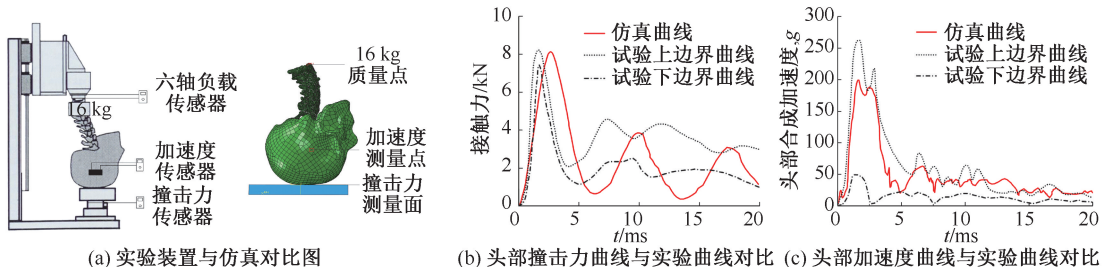 六轴负载
传感器
16 kg
加速度
传感器
撞击力
传感器
16 kg
质量点
加速度
测量点
撞击力
测量面
(a) 实验装置与仿真对比图
接触力/kN
10
8
6
4
2
0
0
5
10
15
20
t/ms
仿真曲线
试验上边界曲线
试验下边界曲线
(b) 头部撞击力曲线与实验曲线对比
头部合成加速度,g
300
250
200
150
100
50
0
0
5
10
15
20
t/ms
仿真曲线
试验上边界曲线
试验下边界曲线
(c) 头部加速度曲线与实验曲线对比